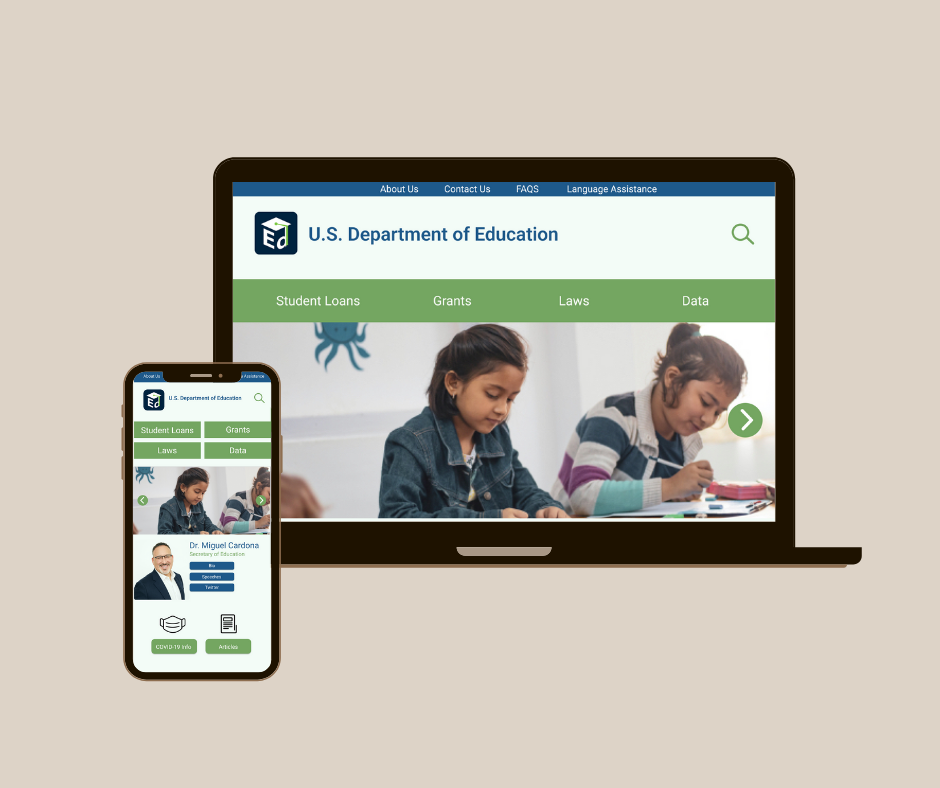 About Us Contact Us FAQS Language Assistance
Ed
U.S. Department of Education
Student Loans Grants Laws Data
About Us Assistance
Ed
U.S. Department of Education
Student Loans Grants
Laws Data
Dr. Miguel Cardona
Secretary of Education
Bio
Speeches
Twitter
COVID-19 Info Articles